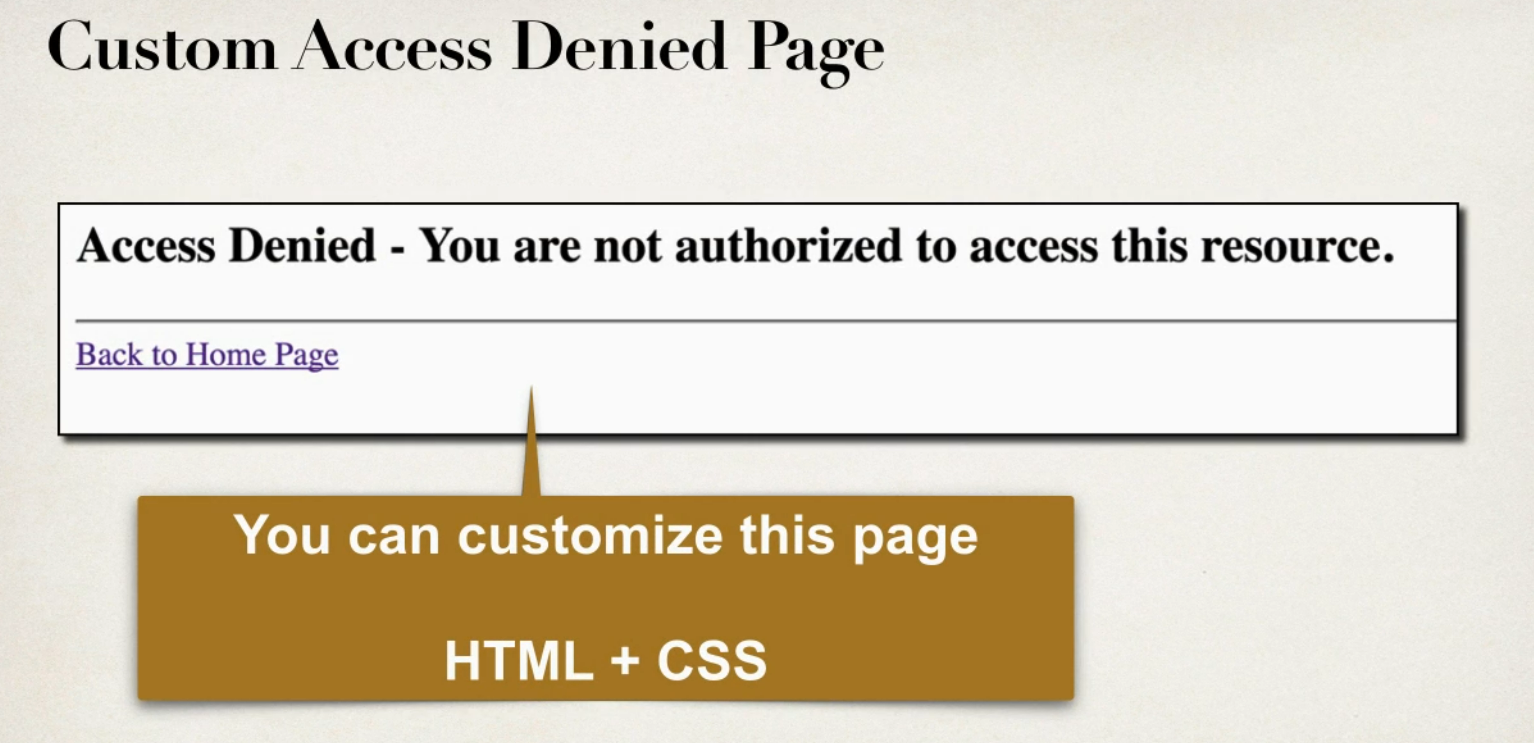 Custom Access Denied Page
Access Denied - You are not authorized to access this resource.
Back to Home Page
You can customize this page
HTML + CSS